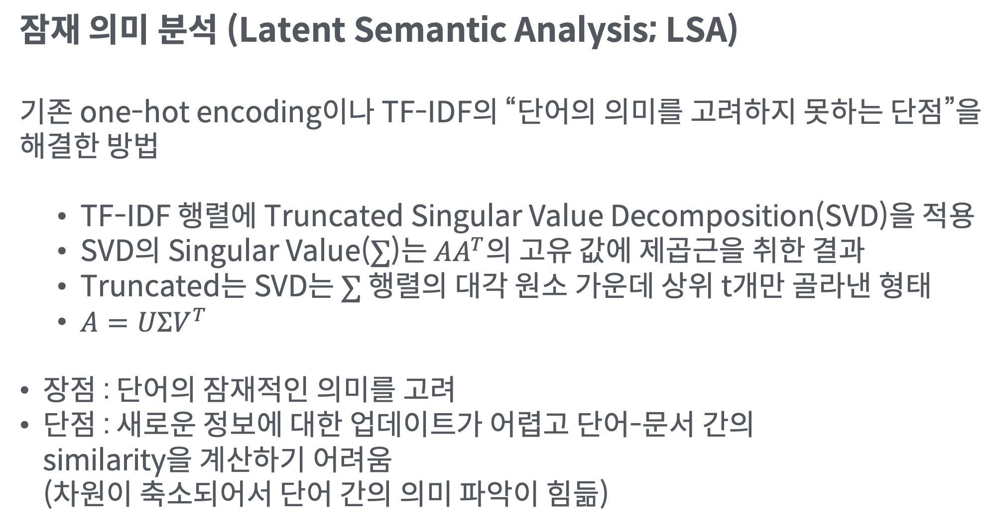 잠재 의미 분석 (Latent Semantic Analysis; LSA)
기존 one-hot encoding이나 TF-IDF의 “단어의 의미를 고려하지 못하는 단점”을
해결한 방법
• TF-IDF 행렬에 Truncated Singular Value Decomposition(SVD)을 적용
• SVD의 Singular Value(∑)는 𝐴𝐴ᵀ의 고유 값에 제곱근을 취한 결과
• Truncated는 SVD는 ∑ 행렬의 대각 원소 가운데 상위 t개만 골라낸 형태
• 𝐴 = 𝑈Σ𝑉ᵀ
• 장점 : 단어의 잠재적인 의미를 고려
• 단점 : 새로운 정보에 대한 업데이트가 어렵고 단어-문서 간의
similarity을 계산하기 어려움
(차원이 축소되어서 단어 간의 의미 파악이 힘듦)